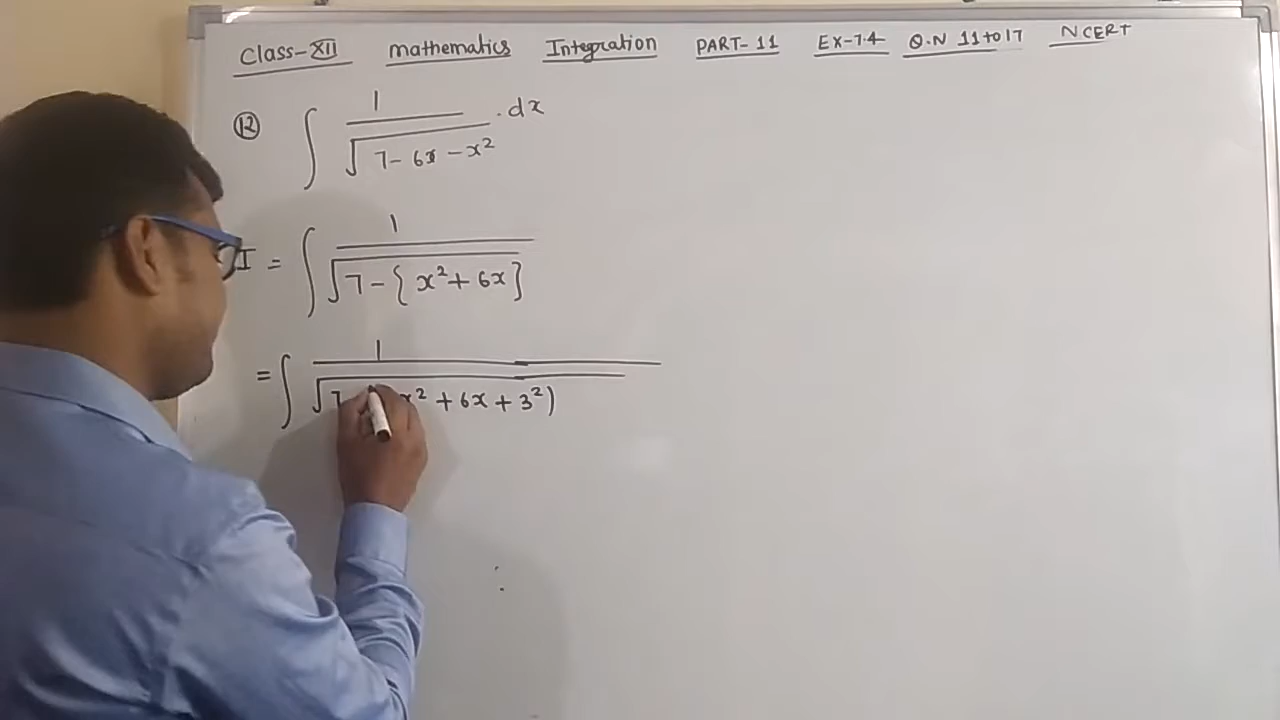 Class-XII mathematics Integration PART-11 EX-7.4 Q.N 11 to 17 NCERT
⑫ ∫ 1/√(7-6x-x²) .dx
I = ∫ 1/√(7-{x²+6x}
= ∫ 1/√(7 x²+6x+3²)